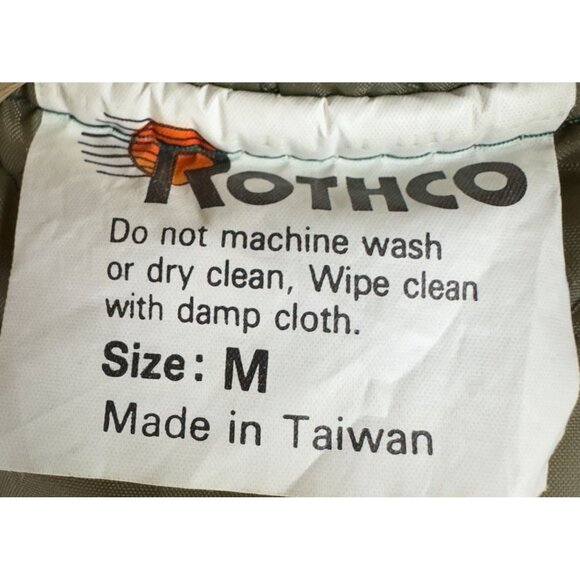 ROTHCO
Do not machine wash
or dry clean, Wipe clean
with damp cloth.
Size: M
Made in Taiwan